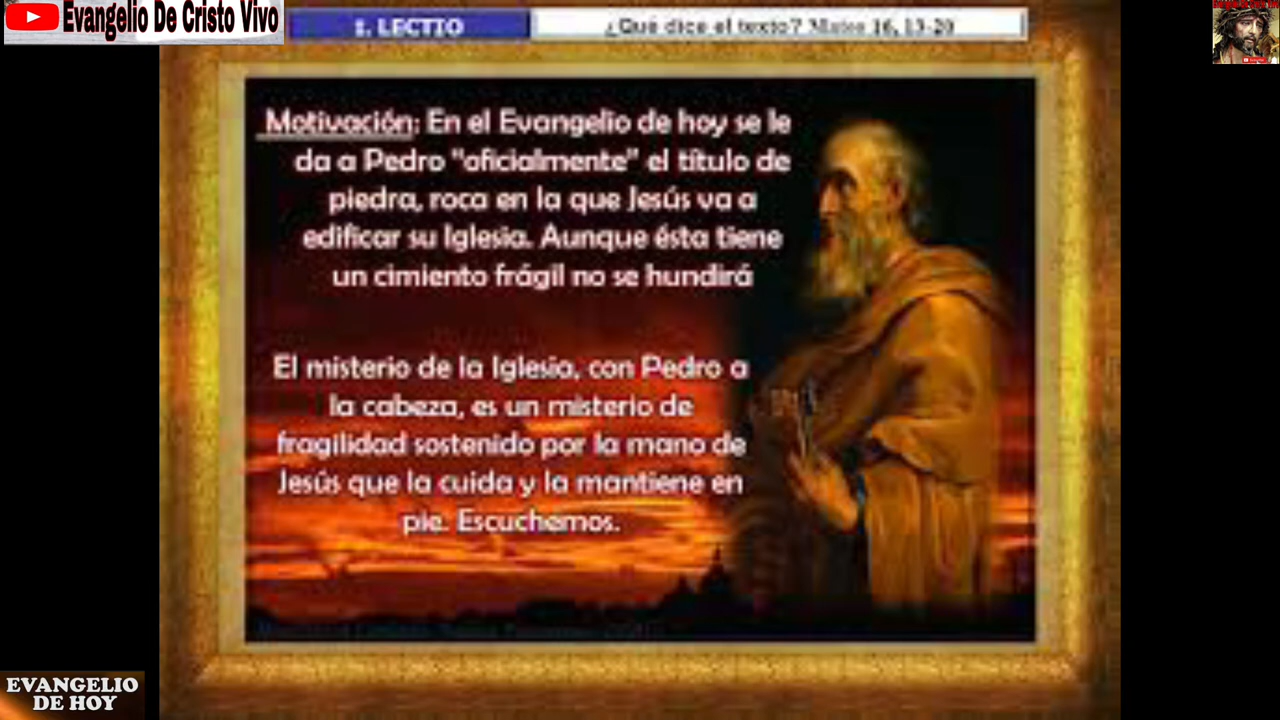 Evangelio De Cristo Vivo
1. LECTIO
¿Qué dice el texto? Mateo 16, 13-20
Motivación: En el Evangelio de hoy se le
da a Pedro "oficialmente" el título de
piedra, roca en la que Jesús va a
edificar su Iglesia. Aunque ésta tiene
un cimiento frágil no se hundirá
El misterio de la Iglesia, con Pedro a
la cabeza, es un misterio de
fragilidad sostenido por la mano de
Jesús que la cuida y la mantiene en
pie. Escuchemos.
EVANGELIO
DE HOY